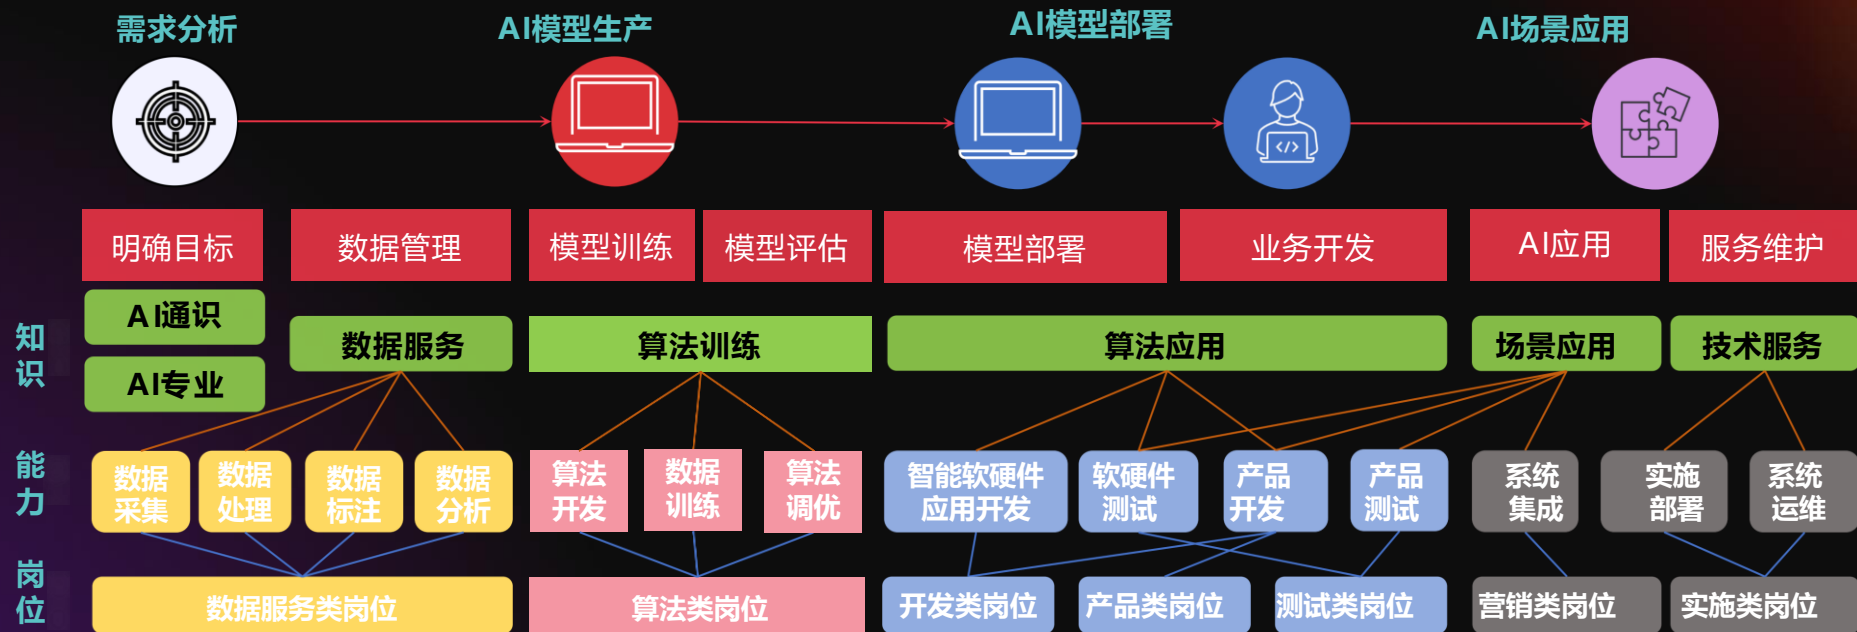 需求分析
AI模型生产
AI模型部署
AI场景应用
</>
明确目标
数据管理
模型训练
模型评估
模型部署
业务开发
AI应用
服务维护
知
识
AI通识
AI专业
数据服务
算法训练
算法应用
场景应用
技术服务
能
力
数据
采集
数据
处理
数据
标注
数据
分析
算法
开发
数据
训练
算法
调优
智能软硬件
应用开发
软硬件
测试
产品
开发
产品
测试
系统
集成
实施
部署
系统
运维
岗
位
数据服务类岗位
算法类岗位
开发类岗位
产品类岗位
测试类岗位
营销类岗位
实施类岗位